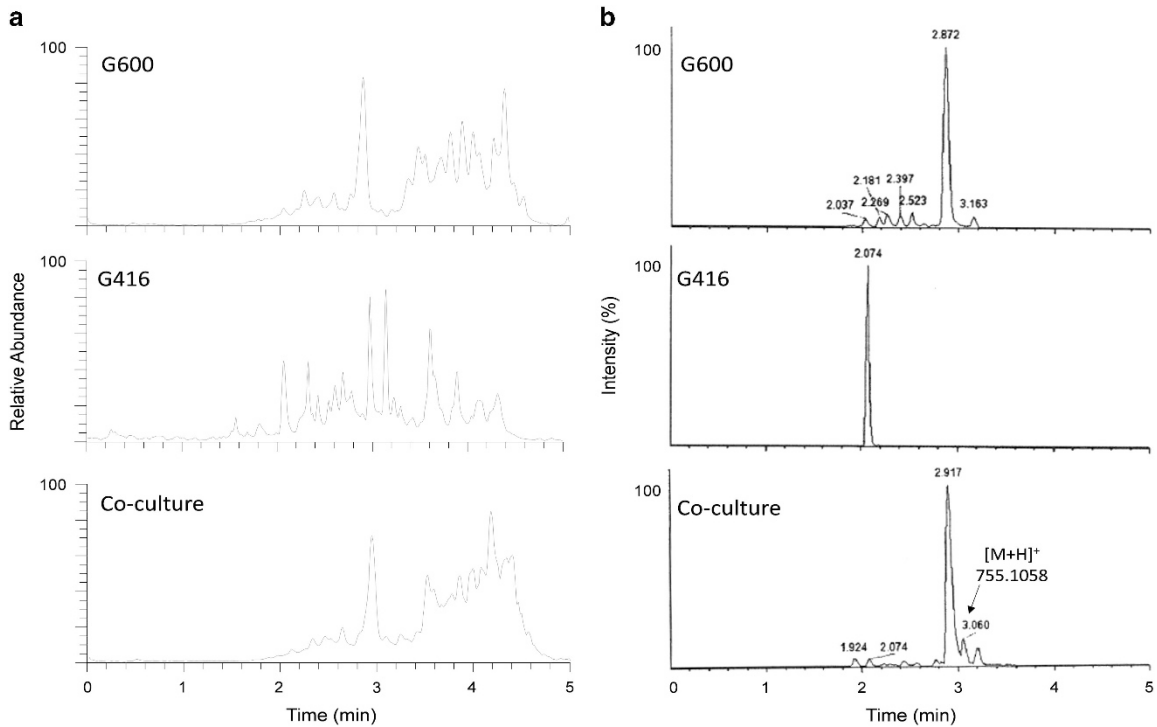 a
100
G600
G416
Co-culture
100
Relative Abundance
0
1
2
3
4
5
Time (min)
b
100
G600
2.872
2.181
2.397
2.037
2.269
2.523
3.163
100
G416
2.074
Intensity (%)
100
Co-culture
2.917
[M+H]+
755.1058
3.060
1.924
2.074
0
1
2
3
4
5
Time (min)